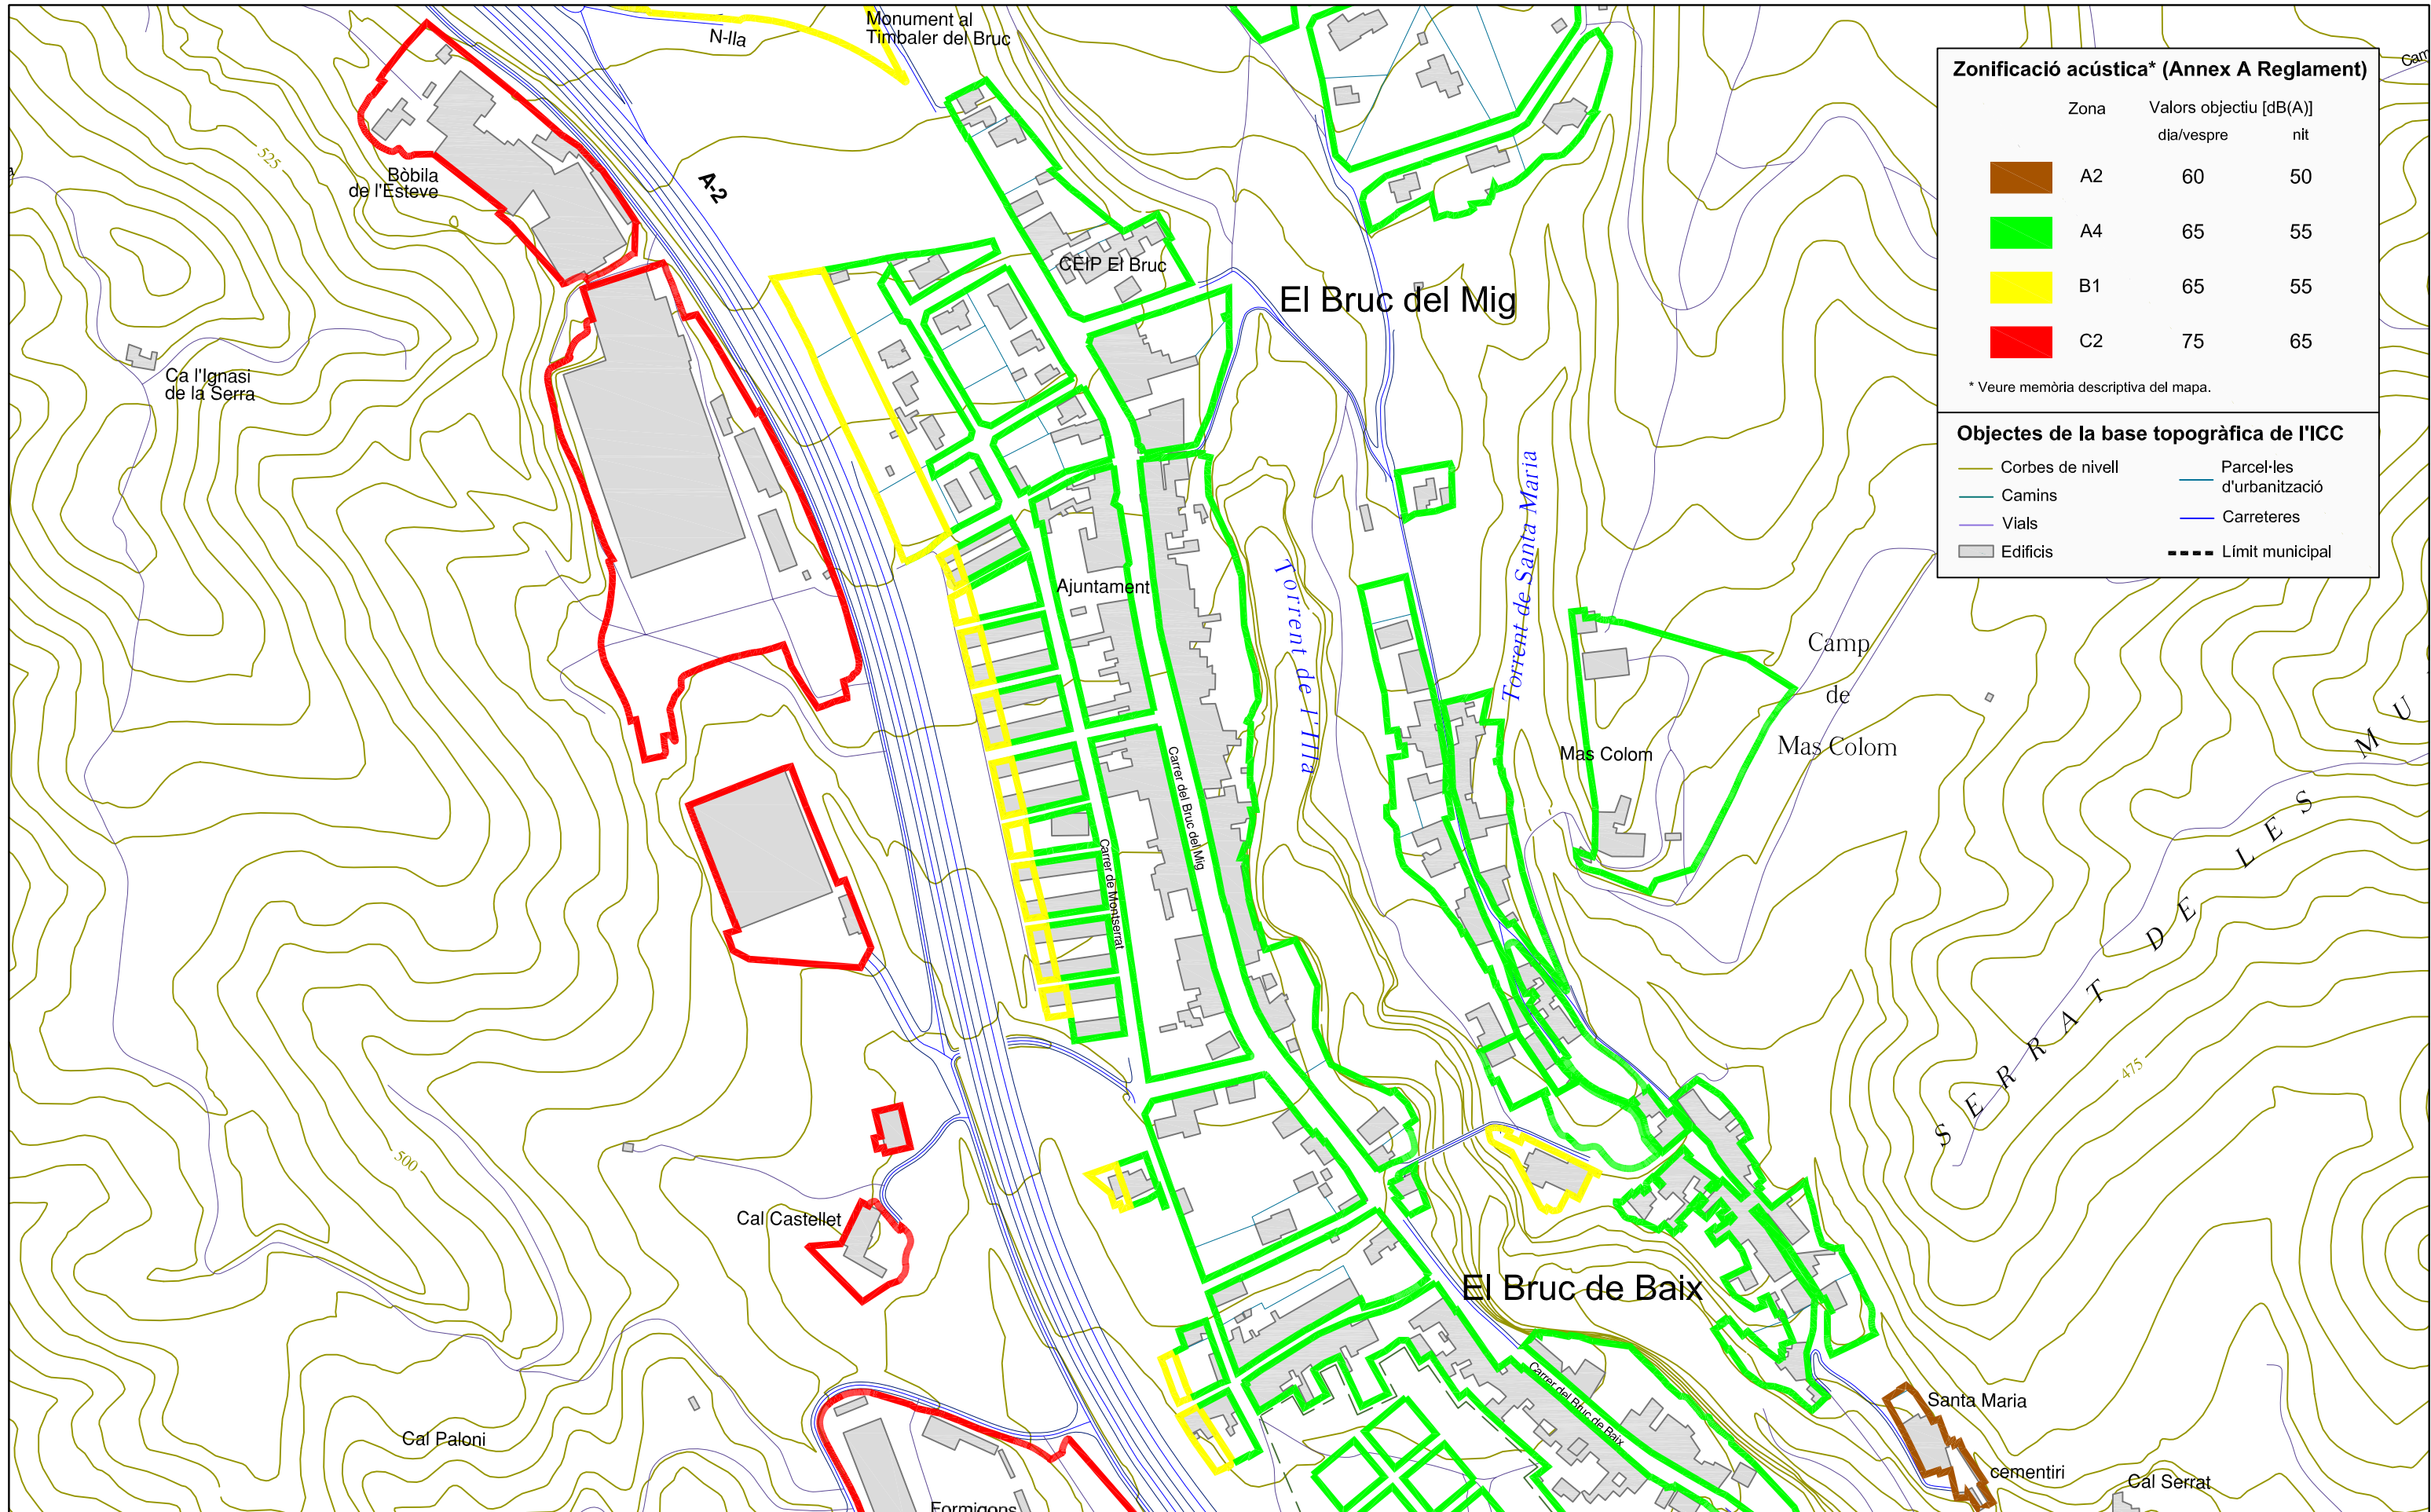 Monument al
Timbaler del Bruc
N-IIa
A-2
525
Bòbila
de l'Esteve
Ca l'Ignasi
de la Serra
CEIP El Bruc
El Bruc del Mig
Ajuntament
Torrent de l'Illa
Torrent de Santa Maria
Carrer del Bruc del Mig
Carrer de Montserrat
Mas Colom
Camp
de
Mas Colom
SERRAT DE LES MU
475
500
Cal Castellet
El Bruc de Baix
Carrer del Bruc de Baix
Cal Paloni
Formigons
Santa Maria
cementiri
Cal Serrat
Zonificació acústica* (Annex A Reglament)
Zona Valors objectiu [dB(A)]
dia/vespre nit
A2 60 50
A4 65 55
B1 65 55
C2 75 65
* Veure memòria descriptiva del mapa.
Objectes de la base topogràfica de l'ICC
Corbes de nivell
Camins
Vials
Edificis
Parcel·les
d'urbanització
Carreteres
Límit municipal